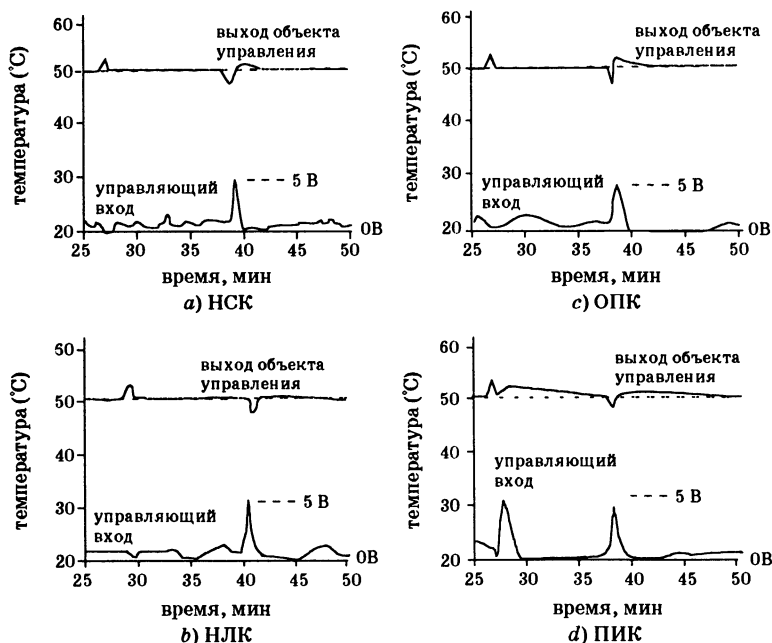 60
50
40
30
20
температура (°С)
выход объекта
управления
управляющий
вход
5 В
0В
25 30 35 40 45 50
время, мин
a) НСК
60
50
40
30
20
температура (°С)
выход объекта
управления
управляющий
вход
5 В
0В
25 30 35 40 45 50
время, мин
c) ОПК
50
50
40
30
20
температура (°С)
выход объекта
управления
управляющий
вход
5 В
0В
25 30 35 40 45 50
время, мин
b) НЛК
60
50
40
30
20
температура (°С)
выход объекта
управления
управляющий
вход
5 В
0В
25 30 35 40 45 50
время, мин
d) ПИК